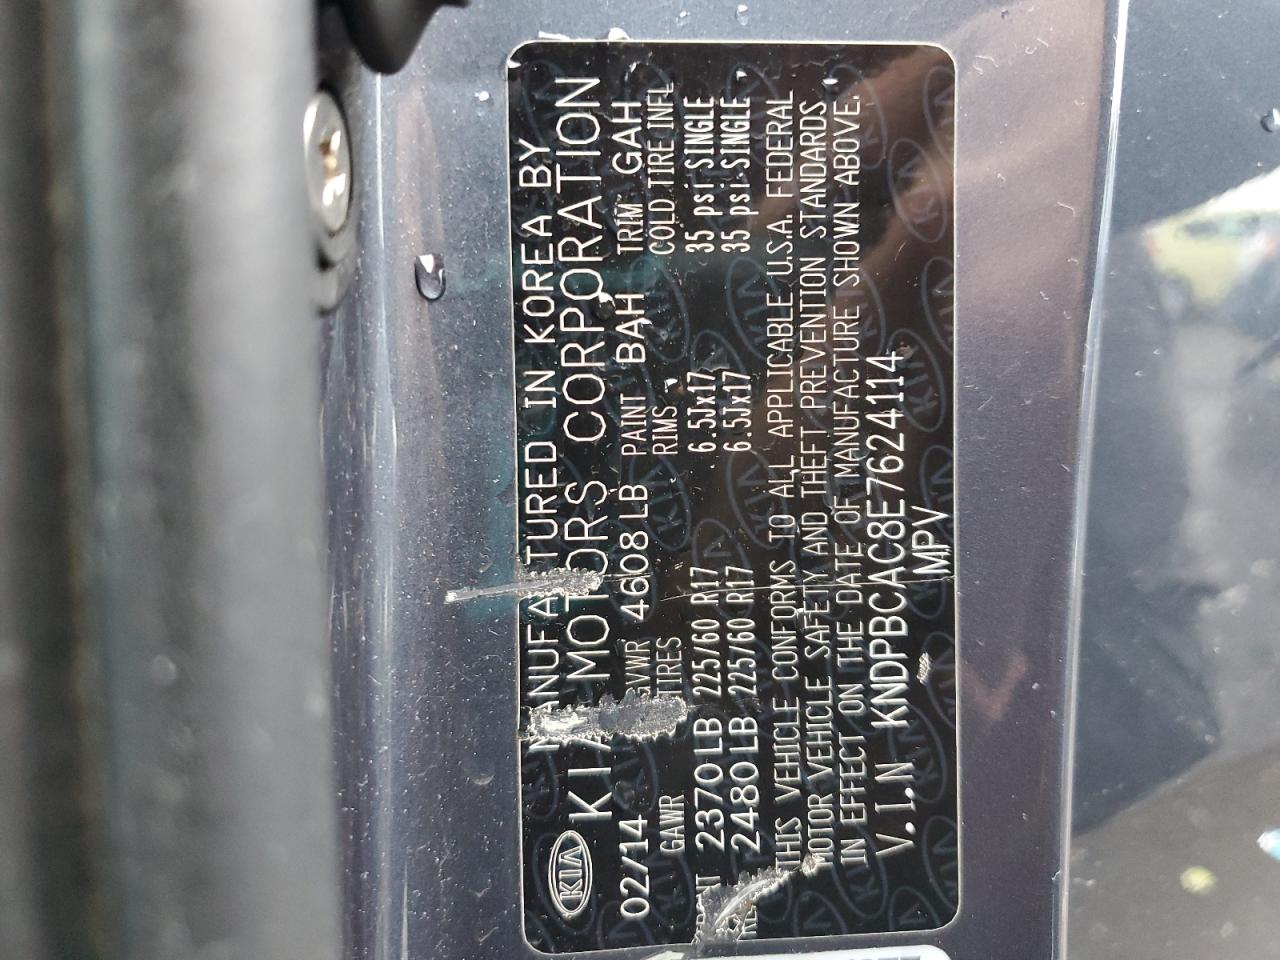 KIA
MANUFACTURED IN KOREA BY
KIA MOTORS CORPORATION
02/14 GVWR 4608 LB PAINT BAH TRIM GAH
GAWR TIRES RIMS COLD TIRE INFL
2370 LB 225/60 R17 6.5Jx17 35 psi SINGLE
2480 LB 225/60 R17 6.5Jx17 35 psi SINGLE
THIS VEHICLE CONFORMS TO ALL APPLICABLE U.S.A. FEDERAL
MOTOR VEHICLE SAFETY AND THEFT PREVENTION STANDARDS
IN EFFECT ON THE DATE OF MANUFACTURE SHOWN ABOVE.
V.I.N KNDPBCAC8E7624114
MPV